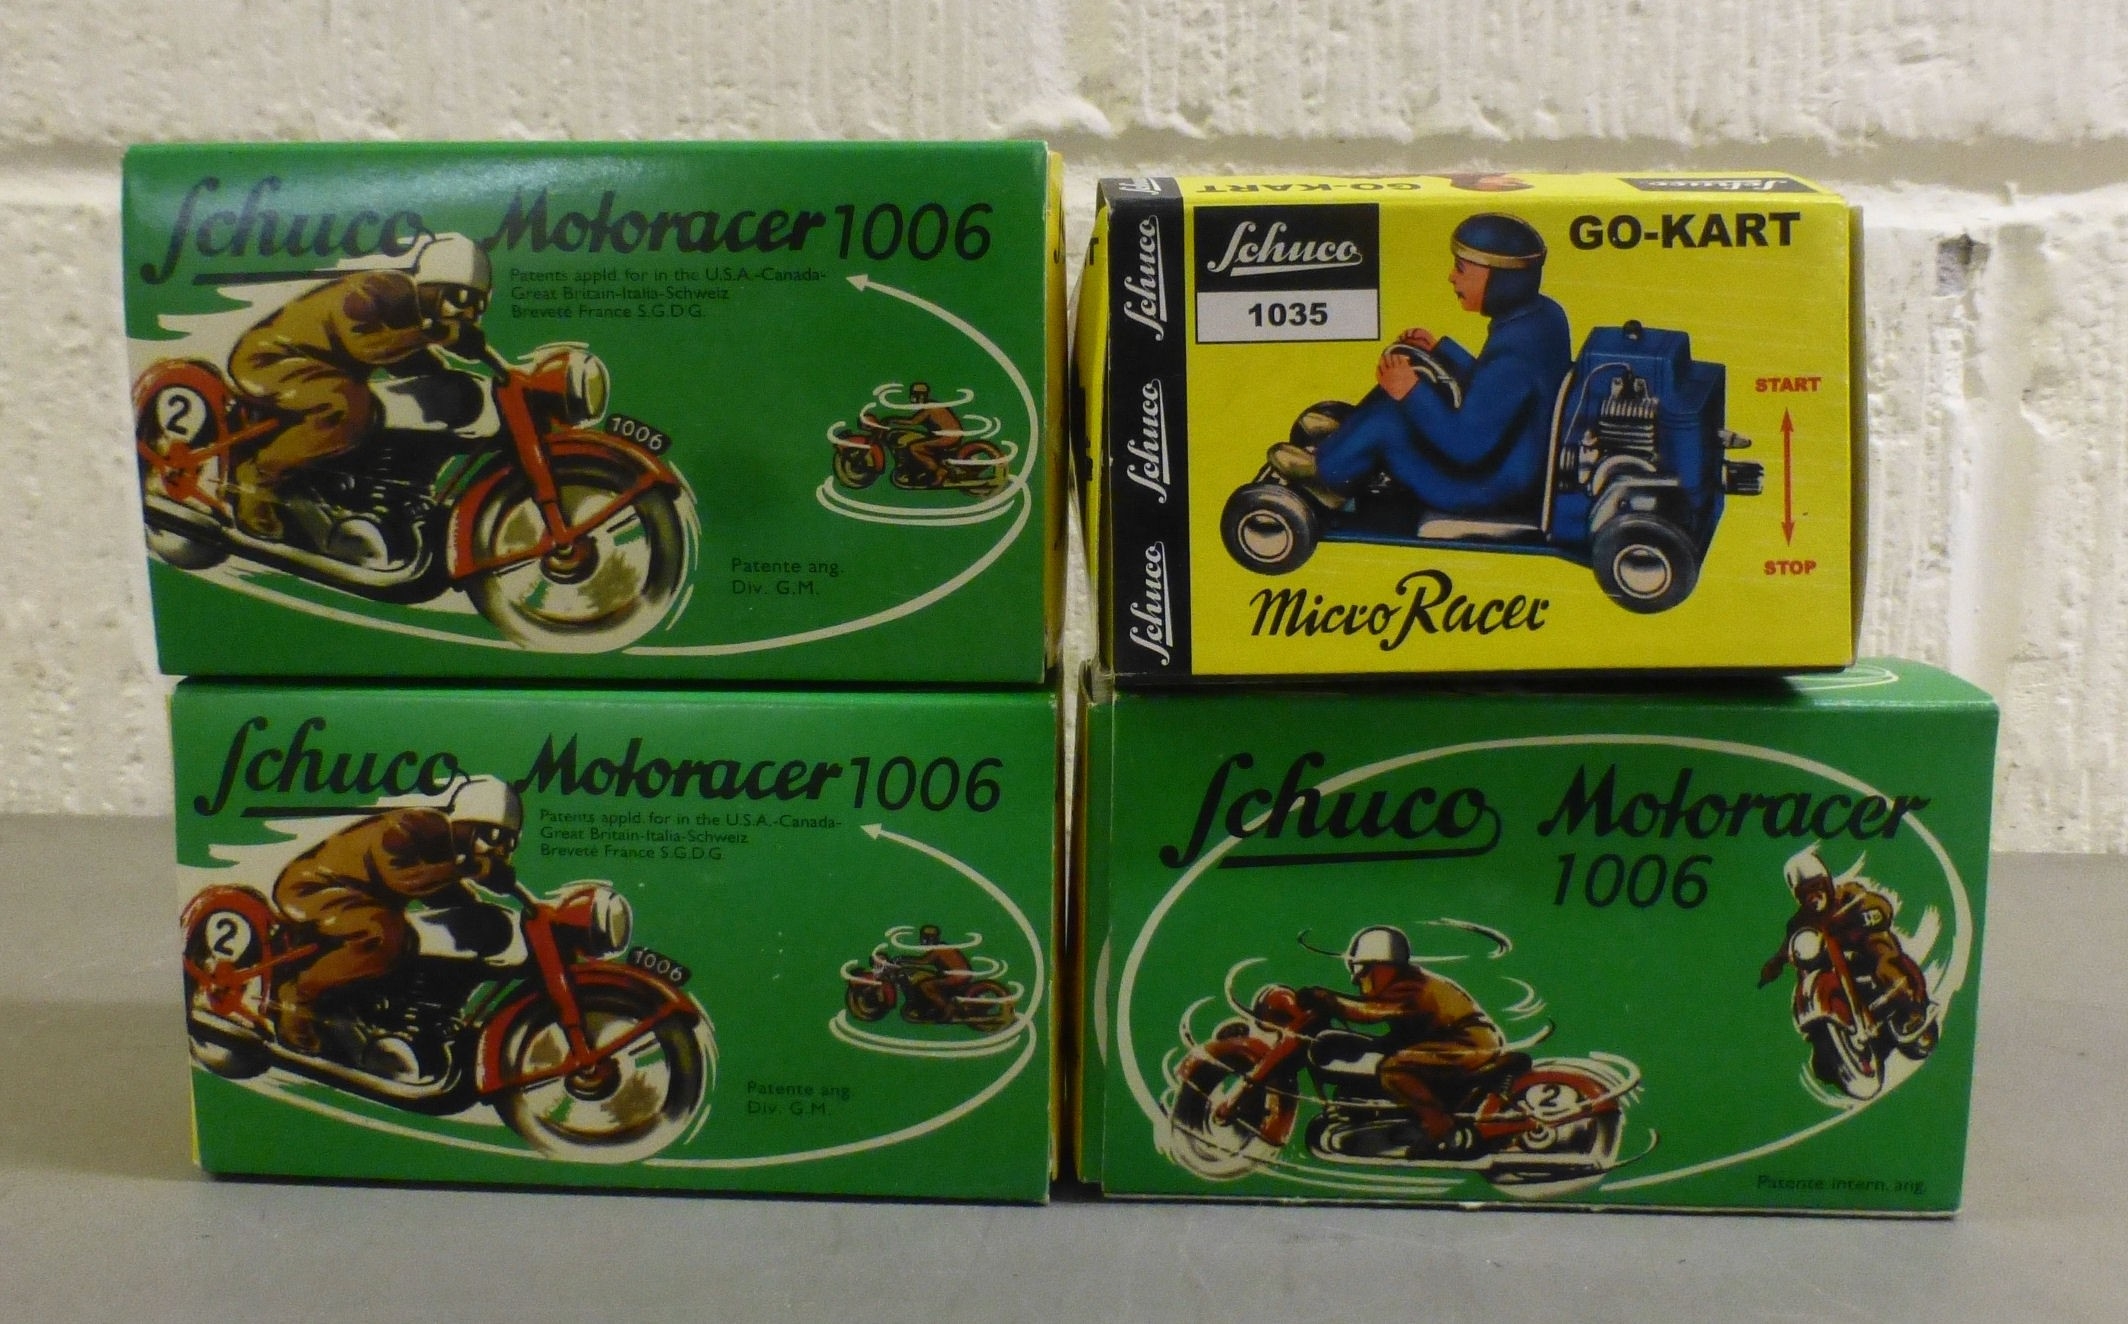 Schuco Motoracer 1006
Patents appld. for in the U.S.A.-Canada-
Great Britain-Italia-Schweiz
Breveté France S.G.D.G.
2
1006
Patente ang.
Div. G.M.
GO-KART
Schuco
Schuco
Schuco
Schuco
Schuco
1035
GO-KART
START
STOP
Micro Racer
Schuco Motoracer 1006
Patents appld. for in the U.S.A.-Canada-
Great Britain-Italia-Schweiz
Breveté France S.G.D.G.
2
1006
Patente ang.
Div. G.M.
Schuco Motoracer
1006
2
Patente intern. ang.